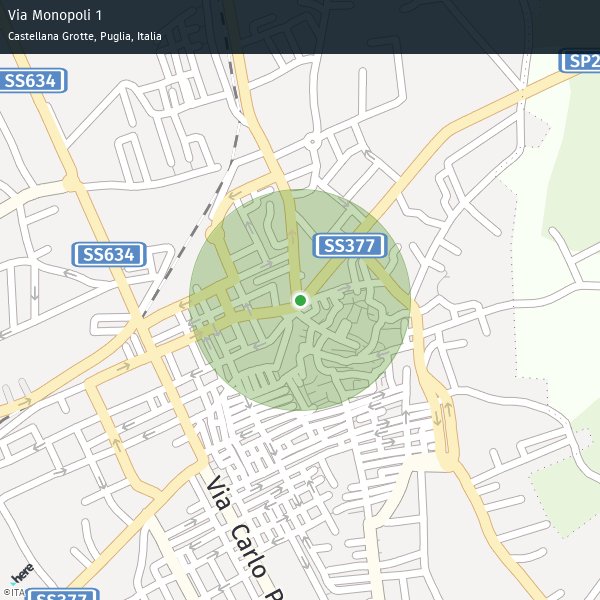 Via Monopoli 1
Castellana Grotte, Puglia, Italia
SS634
SP2
SS377
SS634
Via Carlo P
here
SS377
©ITA